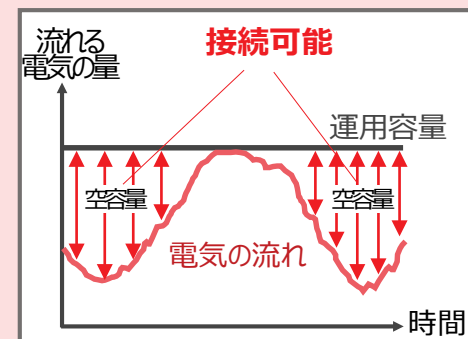 流れる
電気の量
接続可能
運用容量
空容量
空容量
電気の流れ
時間